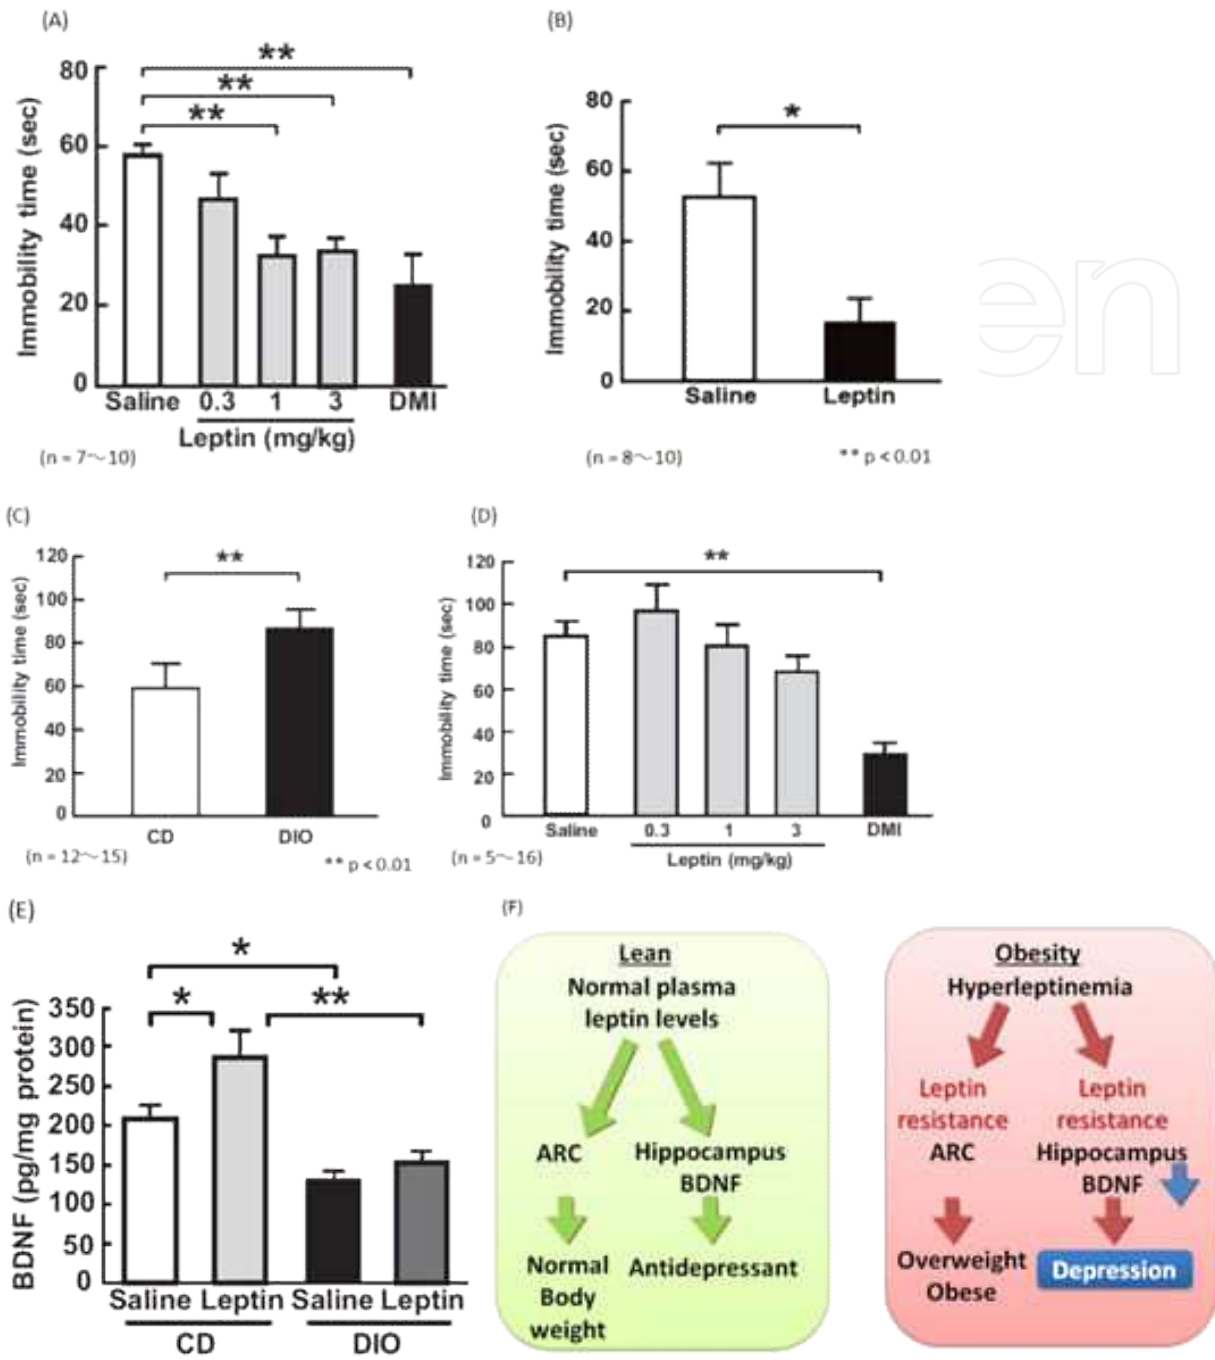 (A)
**
**
**
80
60
40
20
0
Immobility time (sec)
Saline 0.3 1 3 DMI
Leptin (mg/kg)
(n = 7～10)
(B)
*
80
60
40
20
0
Immobility time (sec)
Saline Leptin
(n = 8～10) ** p < 0.01
en
(C)
**
120
100
80
60
40
20
0
Immobility time (sec)
CD DIO
(n = 12～15) ** p < 0.01
(D)
**
120
100
80
60
40
20
0
Immobility time (sec)
Saline 0.3 1 3 DMI
Leptin (mg/kg)
(n = 5～16)
(E)
*
* **
350
300
250
200
150
100
50
0
BDNF (pg/mg protein)
Saline Leptin Saline Leptin
CD DIO
(F)
Lean
Normal plasma
leptin levels
ARC
Hippocampus
BDNF
Normal
Body
weight
Antidepressant
Obesity
Hyperleptinemia
Leptin
resistance
ARC
Leptin
resistance
Hippocampus
BDNF
Overweight
Obese
Depression